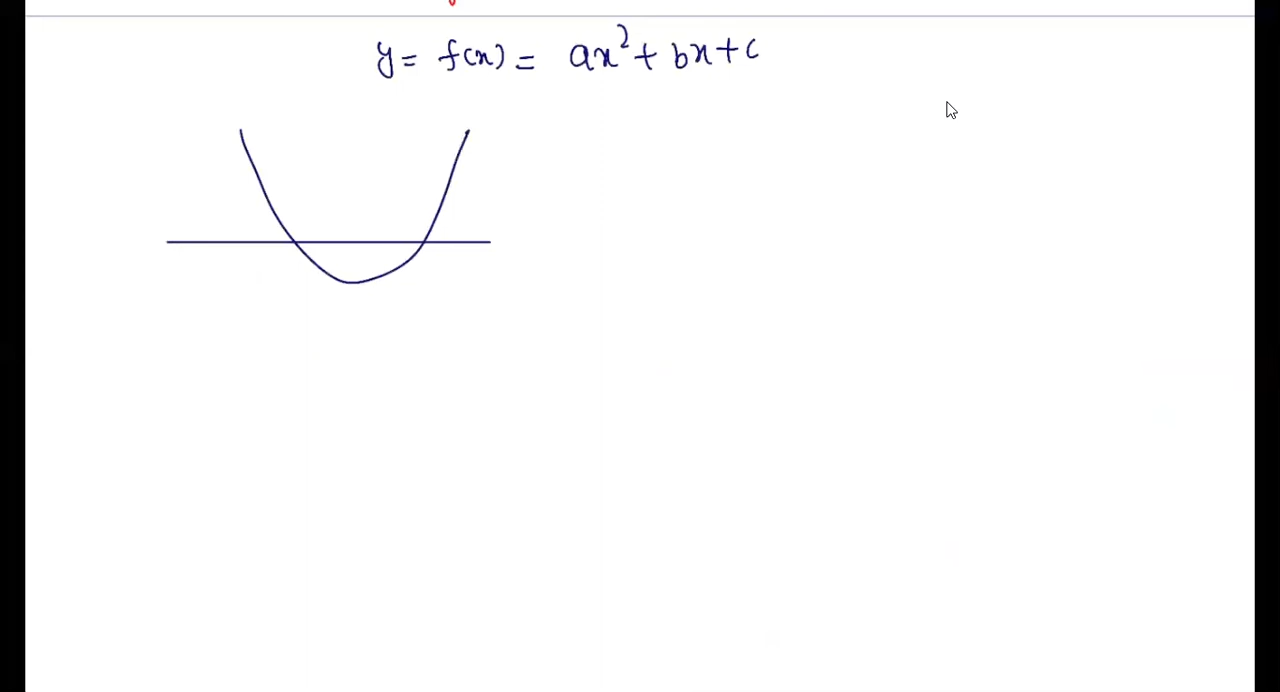 y = f(x) = ax² + bx + c